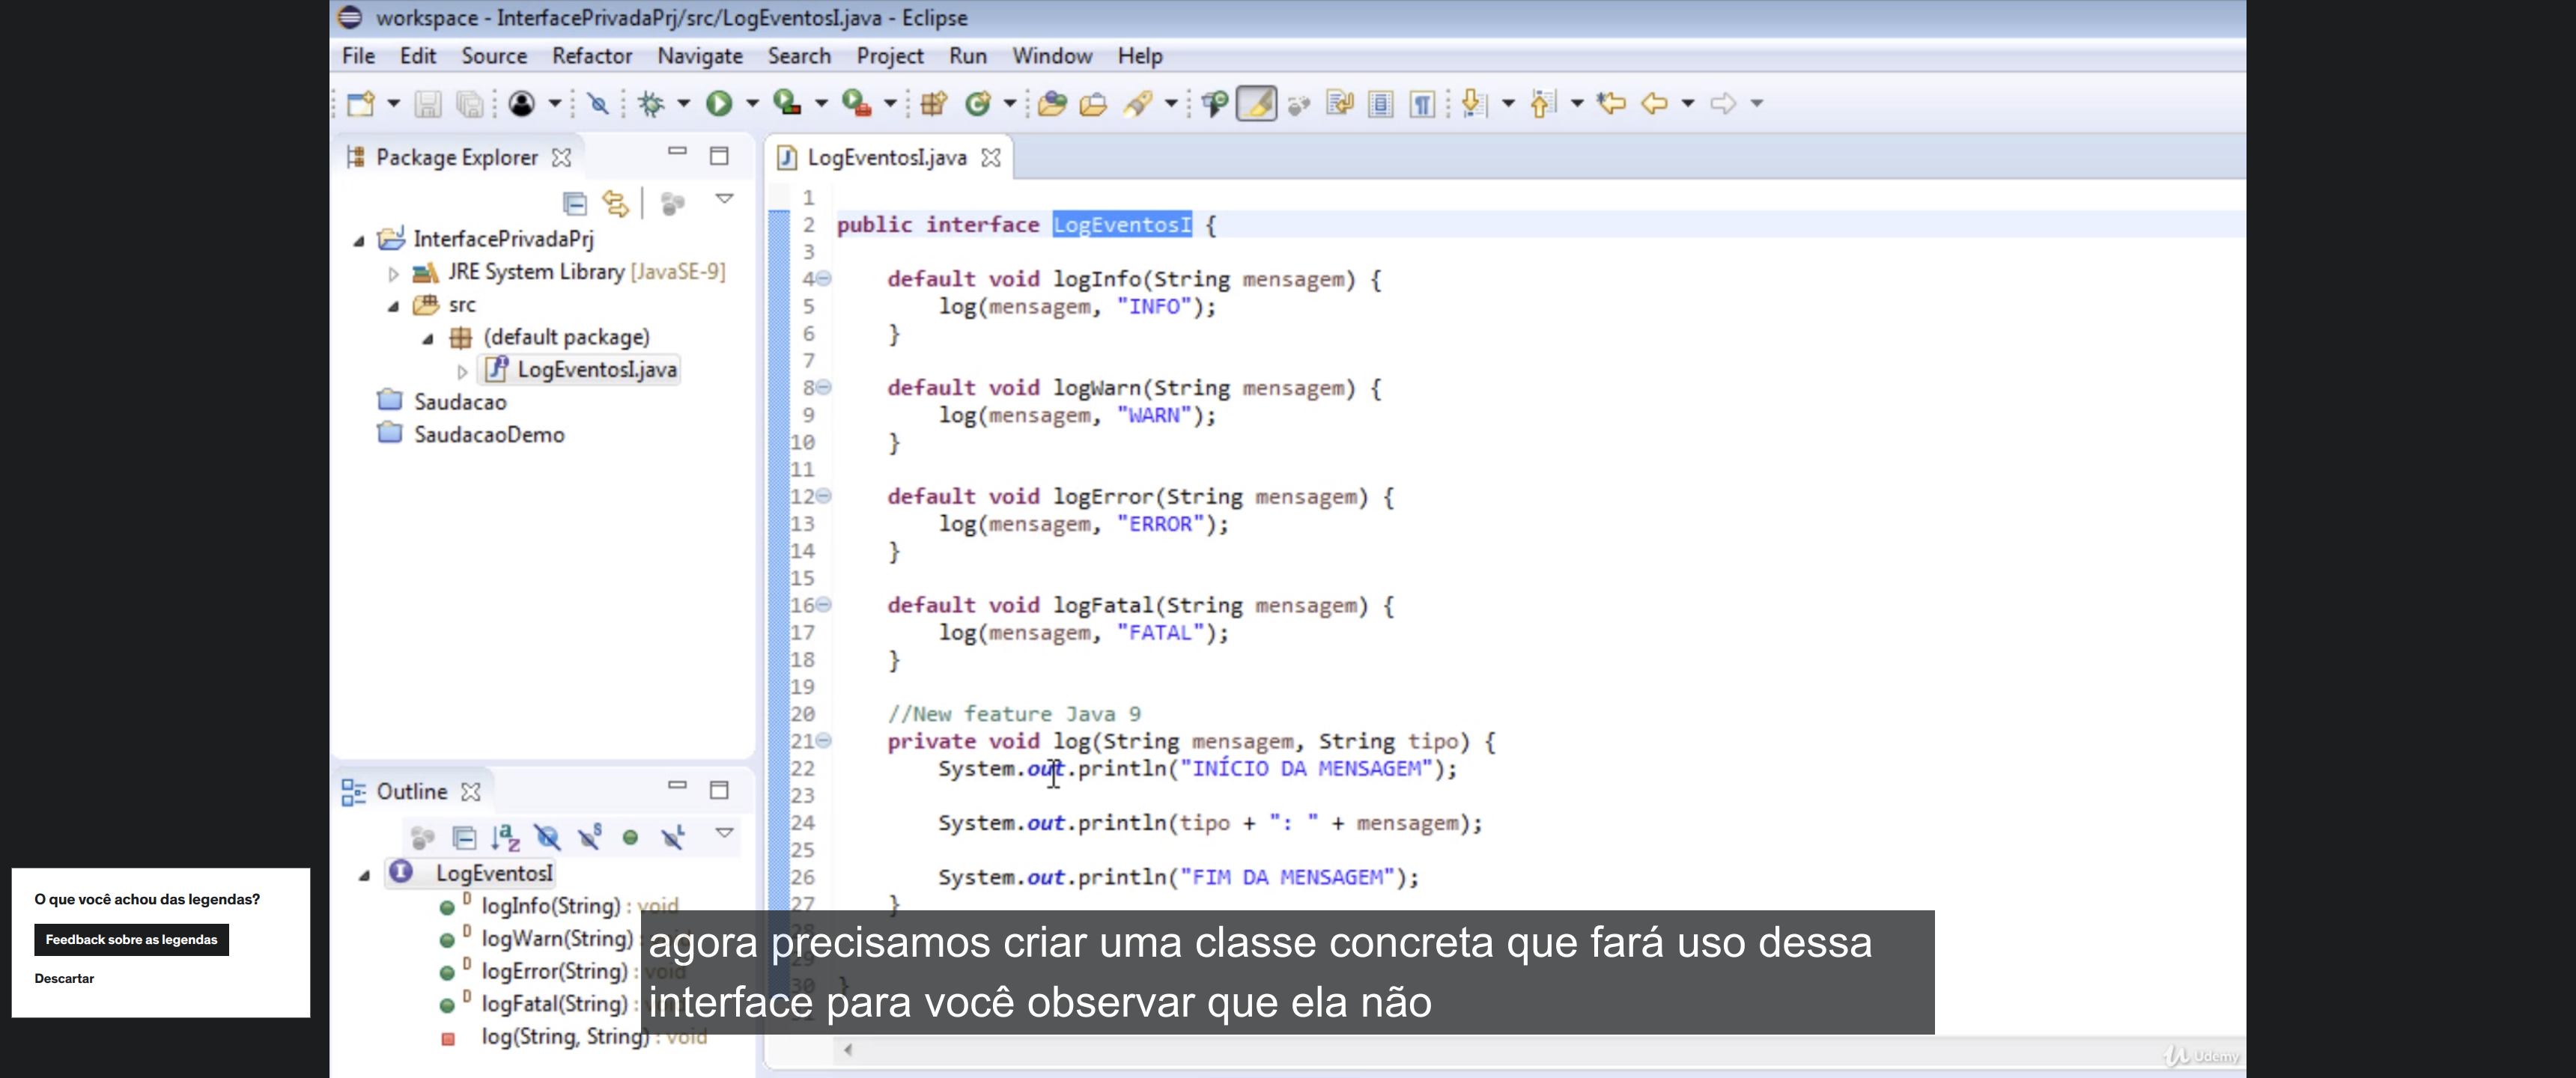 workspace - InterfacePrivadaPrj/src/LogEventosI.java - Eclipse
File Edit Source Refactor Navigate Search Project Run Window Help
Package Explorer
InterfacePrivadaPrj
JRE System Library [JavaSE-9]
src
(default package)
LogEventosI.java
Saudacao
SaudacaoDemo
Outline
LogEventosI
logInfo(String) : void
logWarn(String)
logError(String) : void
logFatal(String) :
log(String, String) : void
LogEventosI.java
1
2 public interface LogEventosI {
3
4 default void logInfo(String mensagem) {
5 log(mensagem, "INFO");
6 }
7
8 default void logWarn(String mensagem) {
9 log(mensagem, "WARN");
10 }
11
12 default void logError(String mensagem) {
13 log(mensagem, "ERROR");
14 }
15
16 default void logFatal(String mensagem) {
17 log(mensagem, "FATAL");
18 }
19
20 //New feature Java 9
21 private void log(String mensagem, String tipo) {
22 System.out.println("INÍCIO DA MENSAGEM");
23
24 System.out.println(tipo + ": " + mensagem);
25
26 System.out.println("FIM DA MENSAGEM");
27 }
28
29
30 }
agora precisamos criar uma classe concreta que fará uso dessa
interface para você observar que ela não
O que você achou das legendas?
Feedback sobre as legendas
Descartar
Udemy